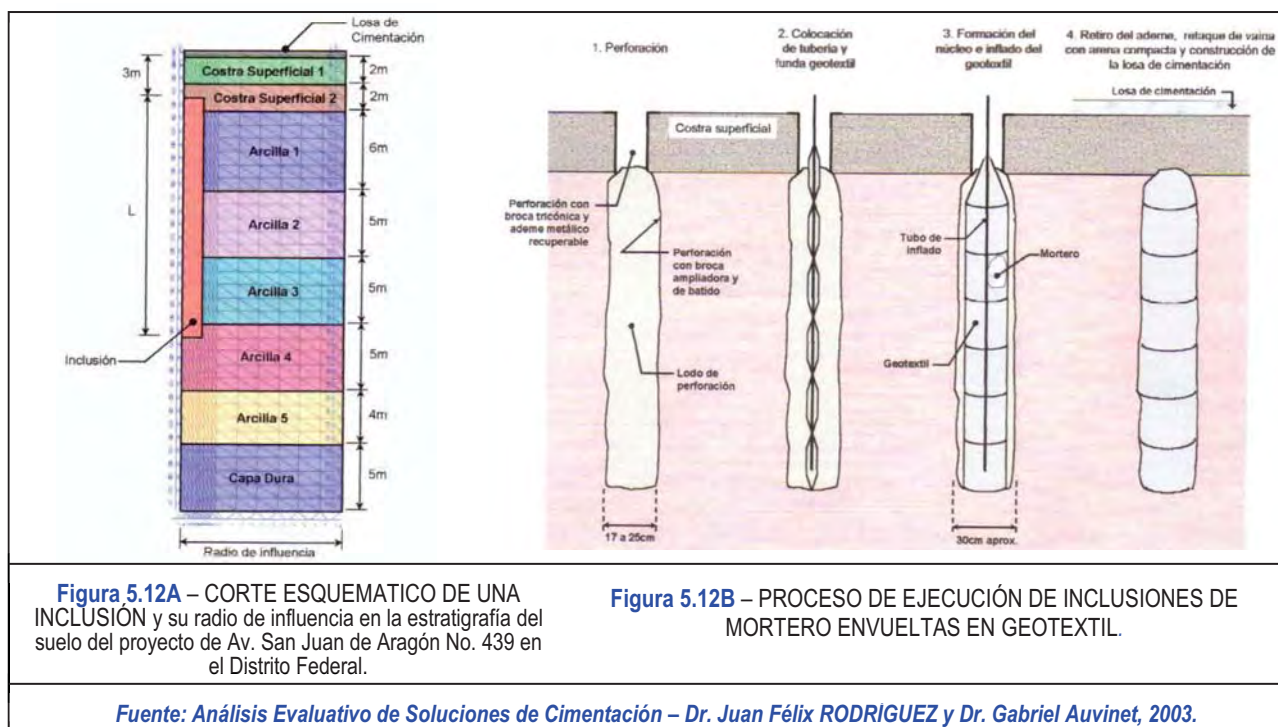 Losa de
Cimentación
3m
Costra Superficial 1
2m
Costra Superficial 2
2m
Arcilla 1
6m
L
Arcilla 2
5m
Arcilla 3
5m
Inclusión
Arcilla 4
5m
Arcilla 5
4m
Capa Dura
5m
Radio de influencia
1. Perforación
2. Colocación
de tubería y
funda geotextil
3. Formación del
núcleo e inflado del
geotextil
4. Retiro del ademe, retaque de vaina
con arena compacta y construcción de
la losa de cimentación
Losa de cimentación
Costra superficial
Perforación con
broca tricónica y
ademe metálico
recuperable
Perforación
con broca
ampliadora y
de batido
Lodo de
perforación
Tubo de
inflado
Mortero
Geotextil
17 a 25cm
30cm aprox.
Figura 5.12A – CORTE ESQUEMATICO DE UNA
INCLUSIÓN y su radio de influencia en la estratigrafía del
suelo del proyecto de Av. San Juan de Aragón No. 439 en
el Distrito Federal.
Figura 5.12B – PROCESO DE EJECUCIÓN DE INCLUSIONES DE
MORTERO ENVUELTAS EN GEOTEXTIL.
Fuente: Análisis Evaluativo de Soluciones de Cimentación – Dr. Juan Félix RODRÍGUEZ y Dr. Gabriel Auvinet, 2003.